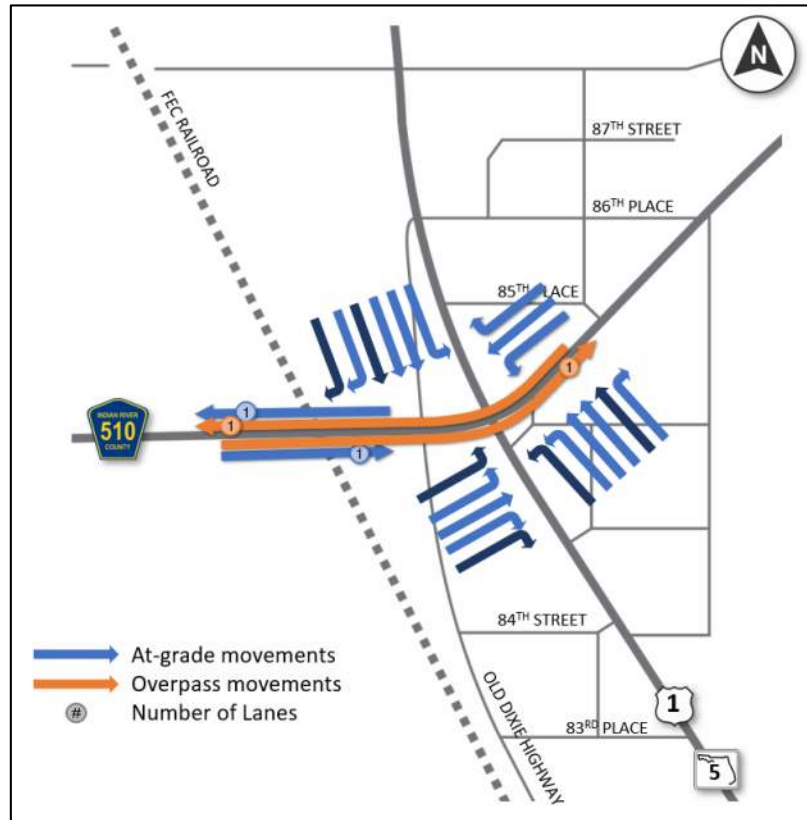 N
FEC RAILROAD
87TH STREET
86TH PLACE
85TH PLACE
1
INDIAN RIVER
510
COUNTY
1
1
1
At-grade movements
Overpass movements
# Number of Lanes
84TH STREET
OLD DIXIE HIGHWAY
83RD PLACE
1
5